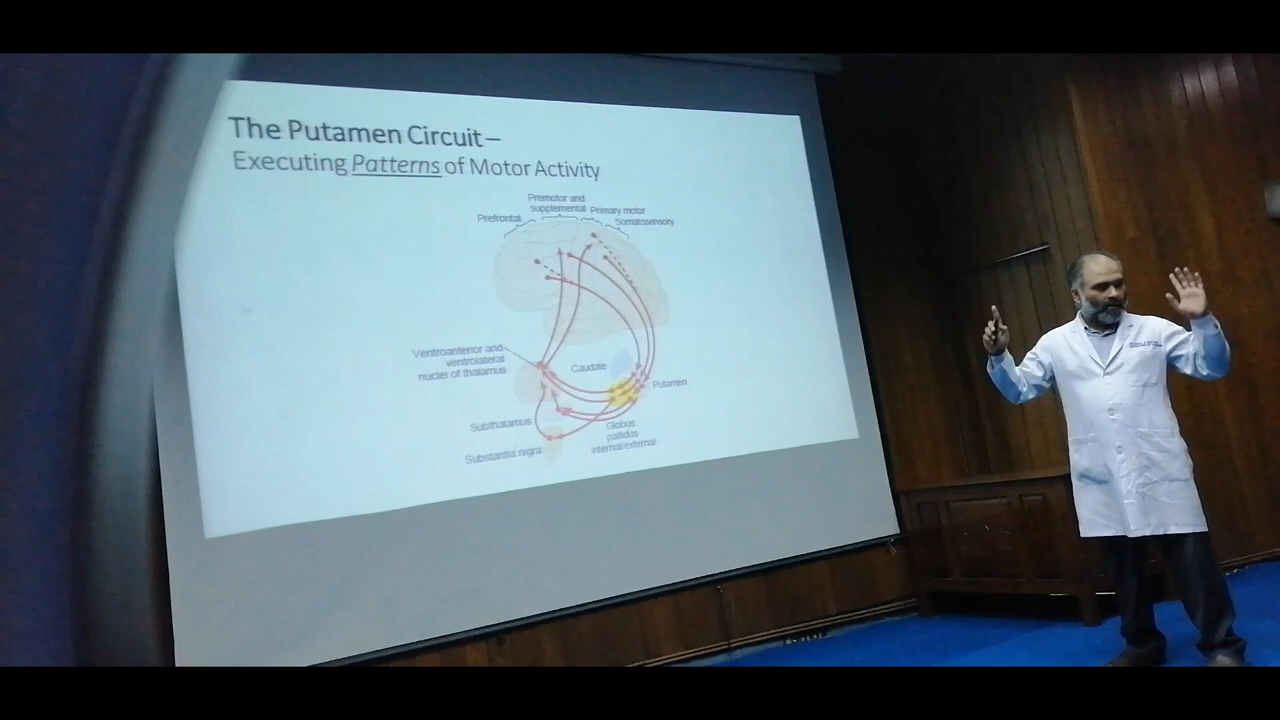 The Putamen Circuit –
Executing Patterns of Motor Activity
Premotor and
supplemental
Prefrontal
Primary motor
Somatosensory
Ventroanterior and
ventrolateral
nuclei of thalamus
Caudate
Putamen
Subthalamus
Globus
pallidus
internal/external
Substantia nigra